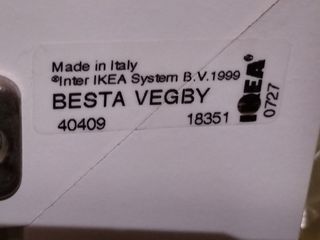 Made in Italy
©Inter IKEA System B.V.1999
BESTA VEGBY
40409 18351
IKEA®
0727